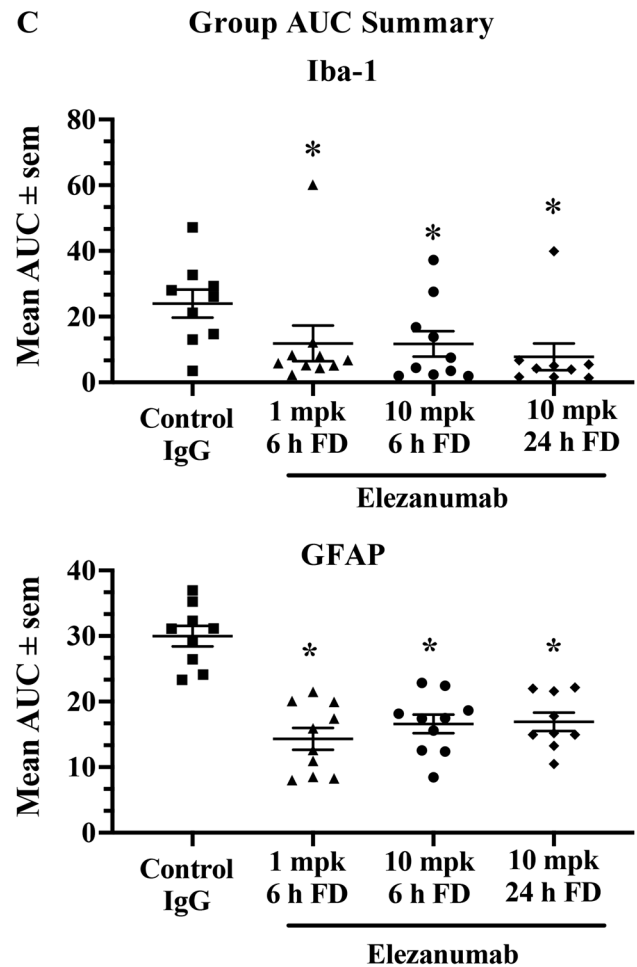 C Group AUC Summary
Iba-1
Mean AUC ± sem
80
60
40
20
0
*
*
*
Control IgG
1 mpk 6 h FD
10 mpk 6 h FD
10 mpk 24 h FD
Elezanumab
GFAP
Mean AUC ± sem
40
30
20
10
0
*
*
*
Control IgG
1 mpk 6 h FD
10 mpk 6 h FD
10 mpk 24 h FD
Elezanumab